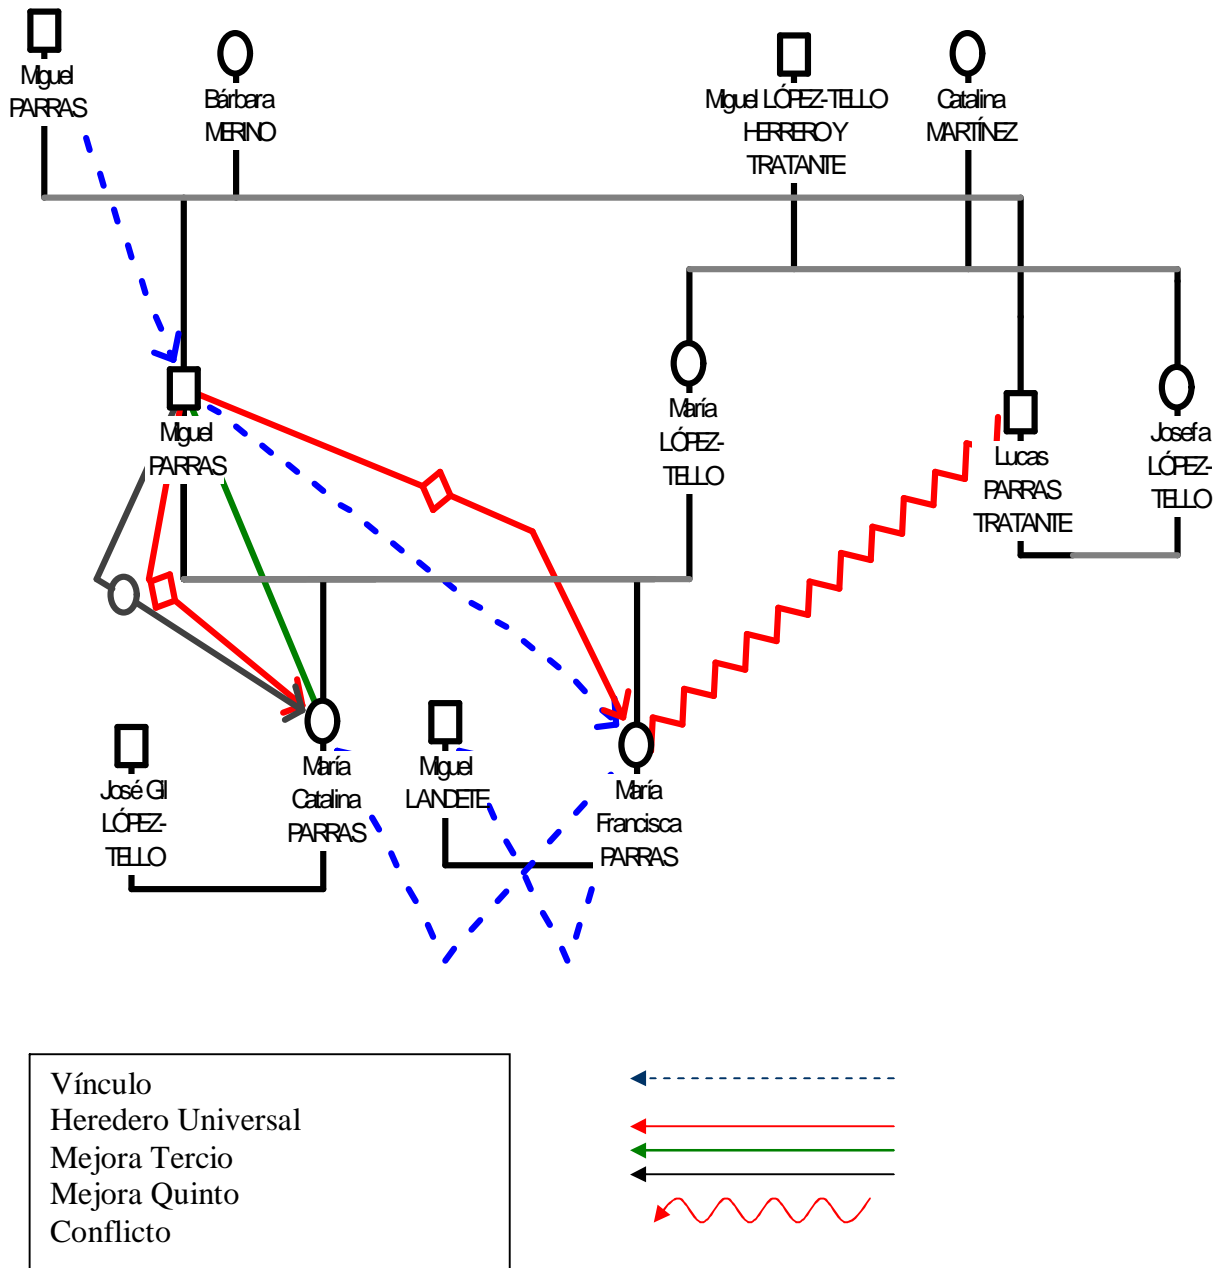 Miguel
PARRAS
Bárbara
MERINO
Miguel LÓPEZ-TELLO
HERRERO Y
TRATANTE
Catalina
MARTÍNEZ
Miguel
PARRAS
María
LÓPEZ-
TELLO
Lucas
PARRAS
TRATANTE
Josefa
LÓPEZ-
TELLO
José Gil
LÓPEZ-
TELLO
María
Catalina
PARRAS
Miguel
LANDETE
María
Francisca
PARRAS
Vínculo
Heredero Universal
Mejora Tercio
Mejora Quinto
Conflicto